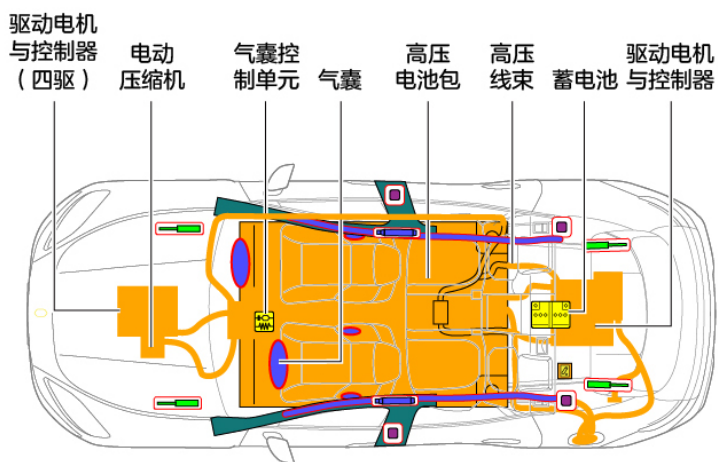 驱动电机
与控制器
（四驱）
电动
压缩机
气囊控
制单元
气囊
高压
电池包
高压
线束
蓄电池
驱动电机
与控制器